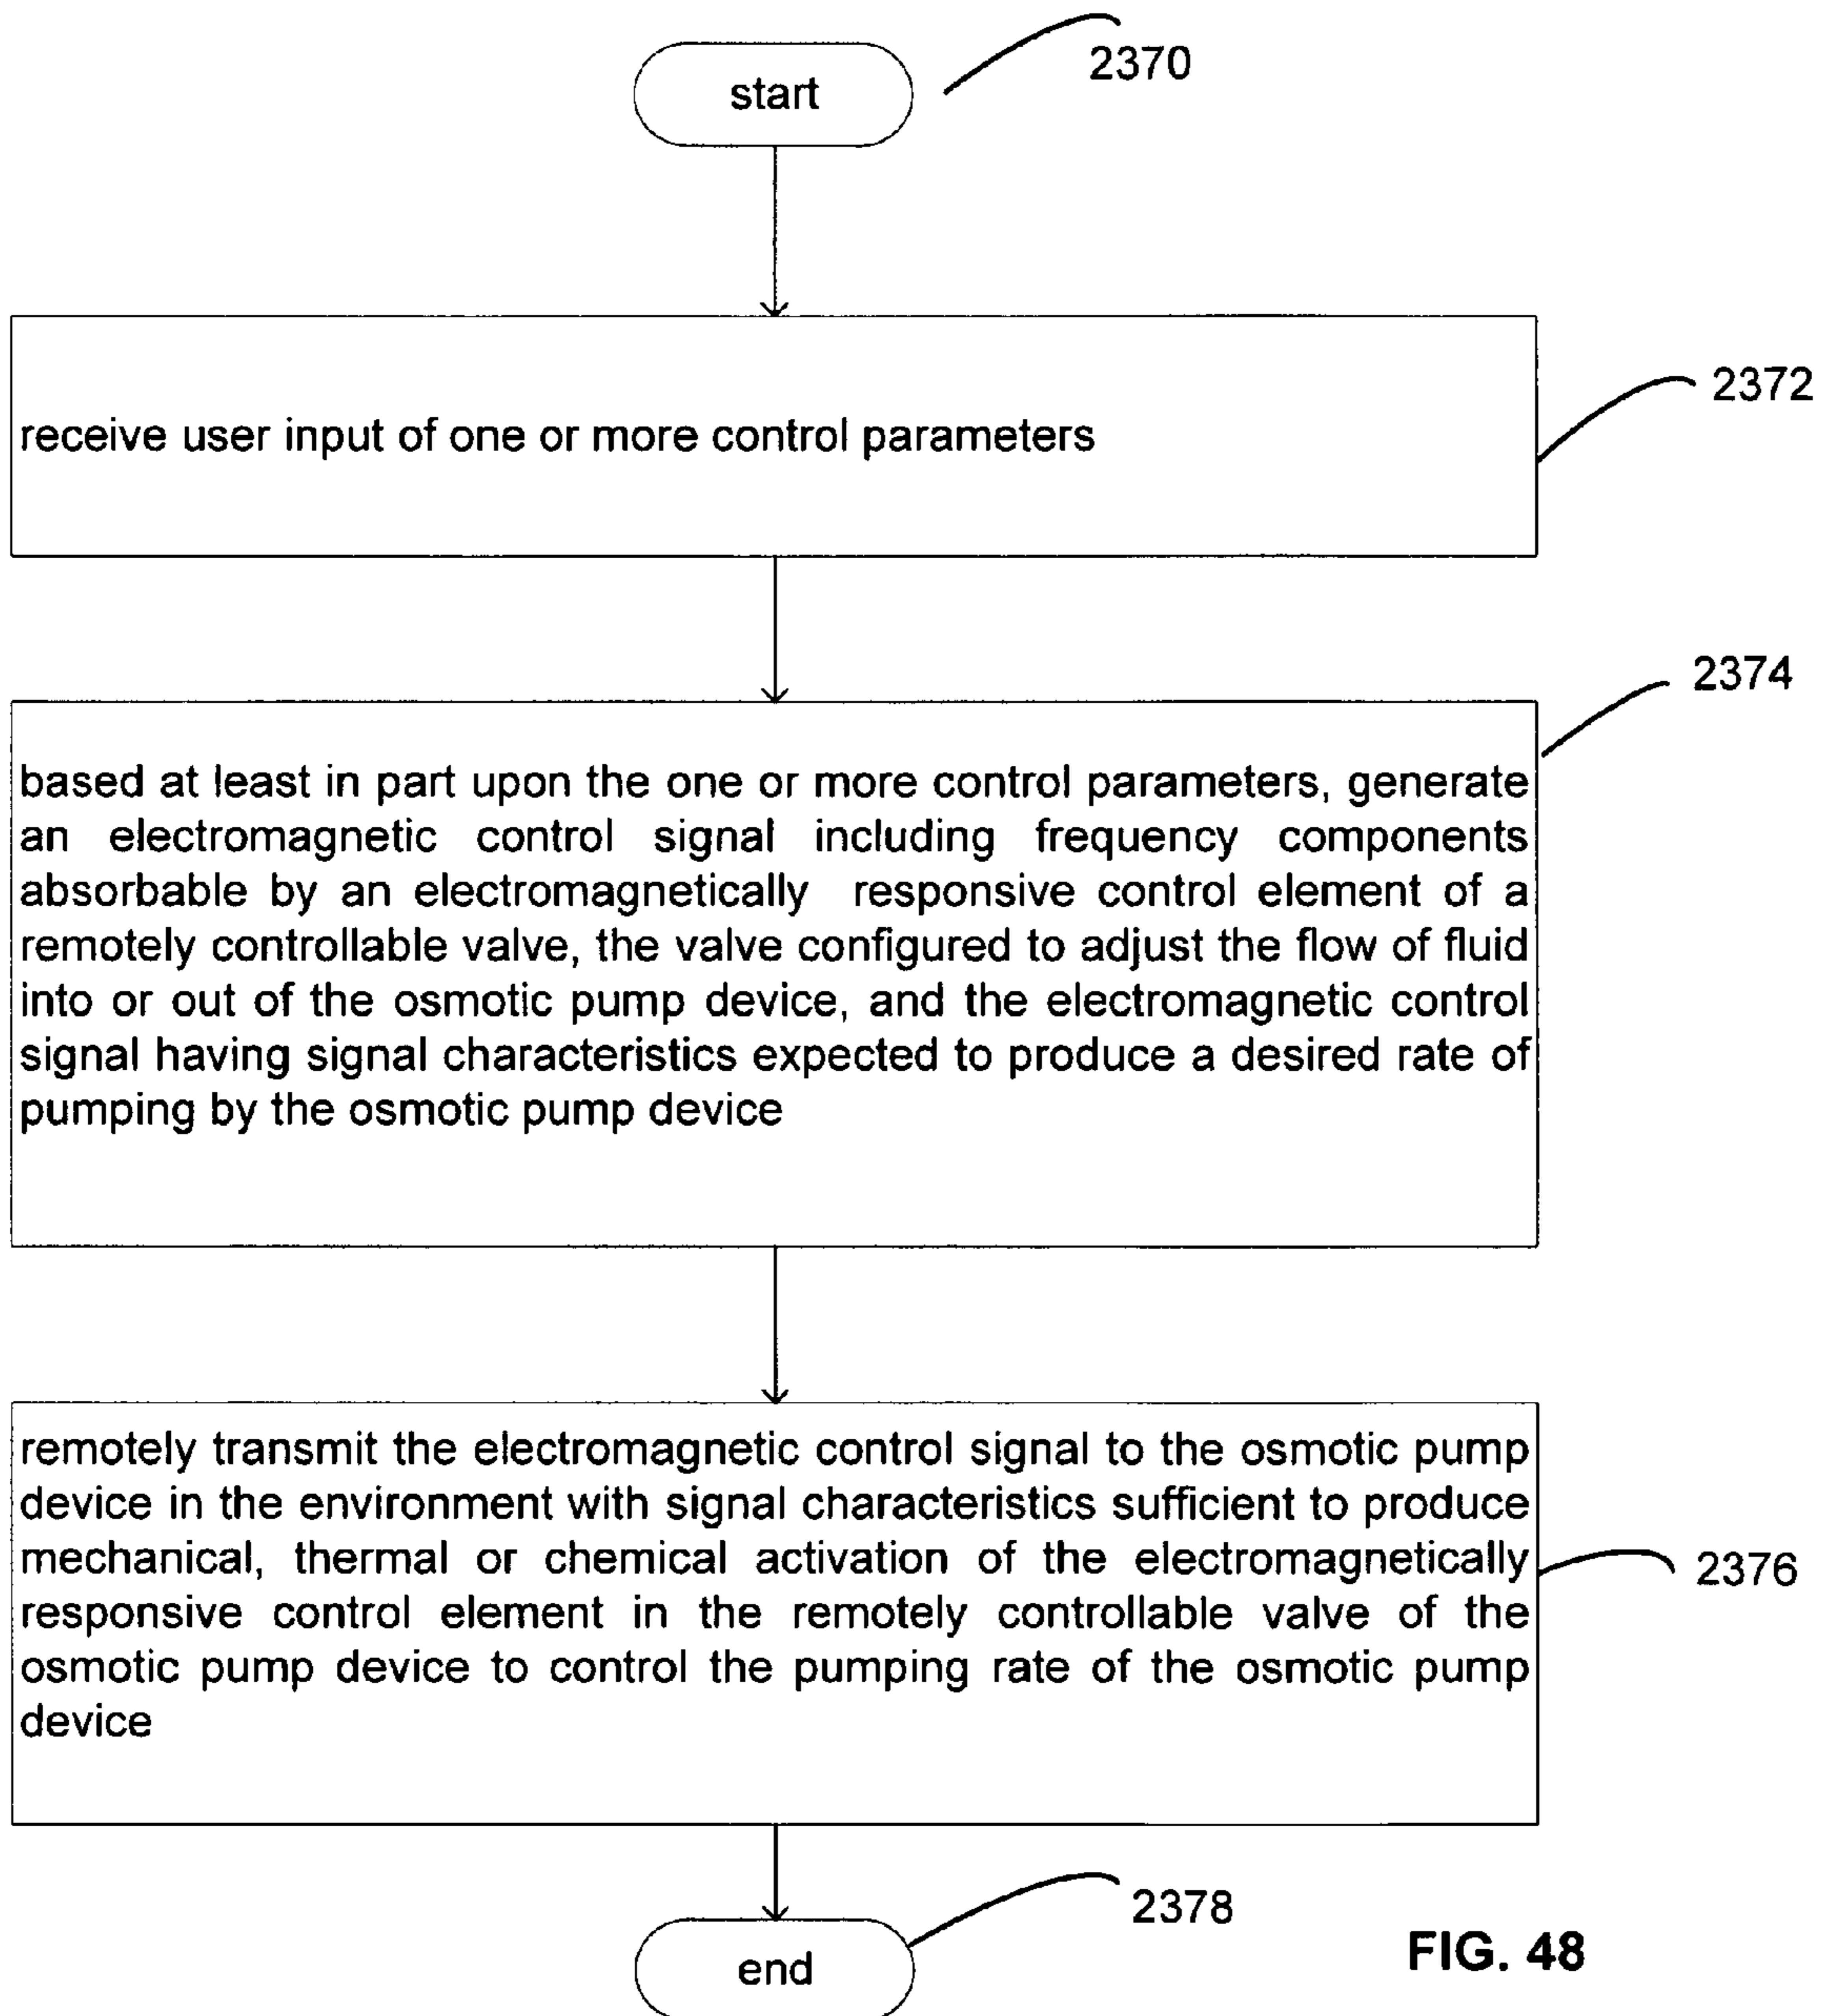 start
2370
receive user input of one or more control parameters
2372
2374
based at least in part upon the one or more control parameters, generate
an electromagnetic control signal including frequency components
absorbable by an electromagnetically responsive control element of a
remotely controllable valve, the valve configured to adjust the flow of fluid
into or out of the osmotic pump device, and the electromagnetic control
signal having signal characteristics expected to produce a desired rate of
pumping by the osmotic pump device
remotely transmit the electromagnetic control signal to the osmotic pump
device in the environment with signal characteristics sufficient to produce
mechanical, thermal or chemical activation of the electromagnetically
responsive control element in the remotely controllable valve of the
osmotic pump device to control the pumping rate of the osmotic pump
device
2376
end
2378
FIG. 48